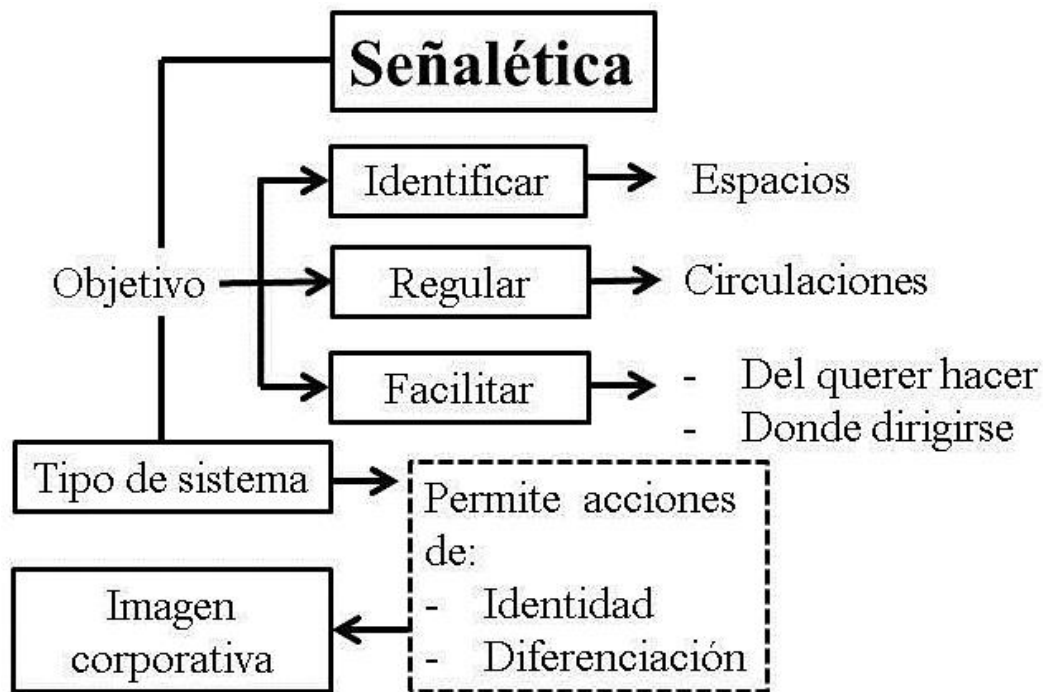 Señalética
Identificar
Espacios
Objetivo
Regular
Circulaciones
Facilitar
- Del querer hacer
- Donde dirigirse
Tipo de sistema
Permite acciones
de:
- Identidad
- Diferenciación
Imagen
corporativa